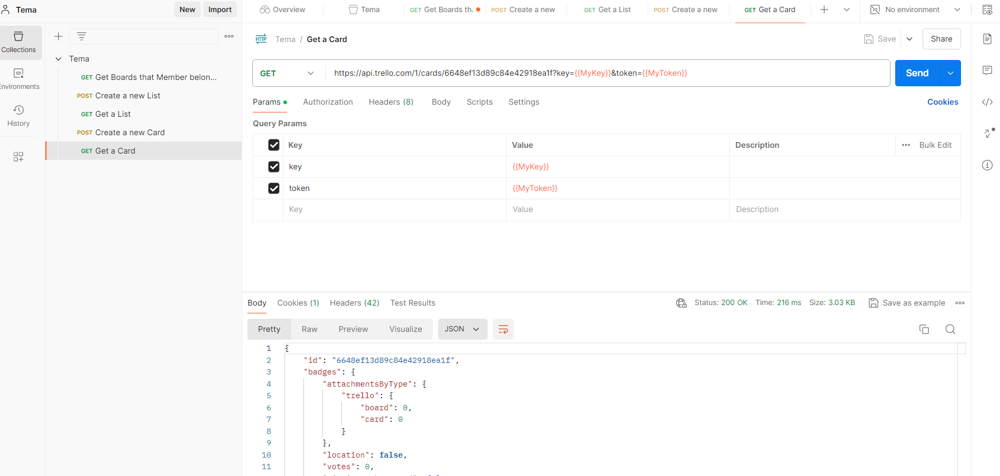 Tema
New
Import
Overview
Tema
GET Get Boards th
POST Create a new
GET Get a List
POST Create a new
GET Get a Card
No environment
Collections
Environments
History
Tema
GET Get Boards that Member belon...
POST Create a new List
GET Get a List
POST Create a new Card
GET Get a Card
HTTP
Tema / Get a Card
Save
Share
GET
https://api.trello.com/1/cards/6648ef13d89c84e42918ea1f?key={{MyKey}}&token={{MyToken}}
Send
Params
Authorization
Headers (8)
Body
Scripts
Settings
Cookies
Query Params
Key
Value
Description
Bulk Edit
key
{{MyKey}}
token
{{MyToken}}
Key
Value
Description
Body
Cookies (1)
Headers (42)
Test Results
Status: 200 OK
Time: 216 ms
Size: 3.03 KB
Save as example
Pretty
Raw
Preview
Visualize
JSON
1 {
2 "id": "6648ef13d89c84e42918ea1f",
3 "badges": {
4 "attachmentsByType": {
5 "trello": {
6 "board": 0,
7 "card": 0
8 }
9 },
10 "location": false,
11 "votes": 0,